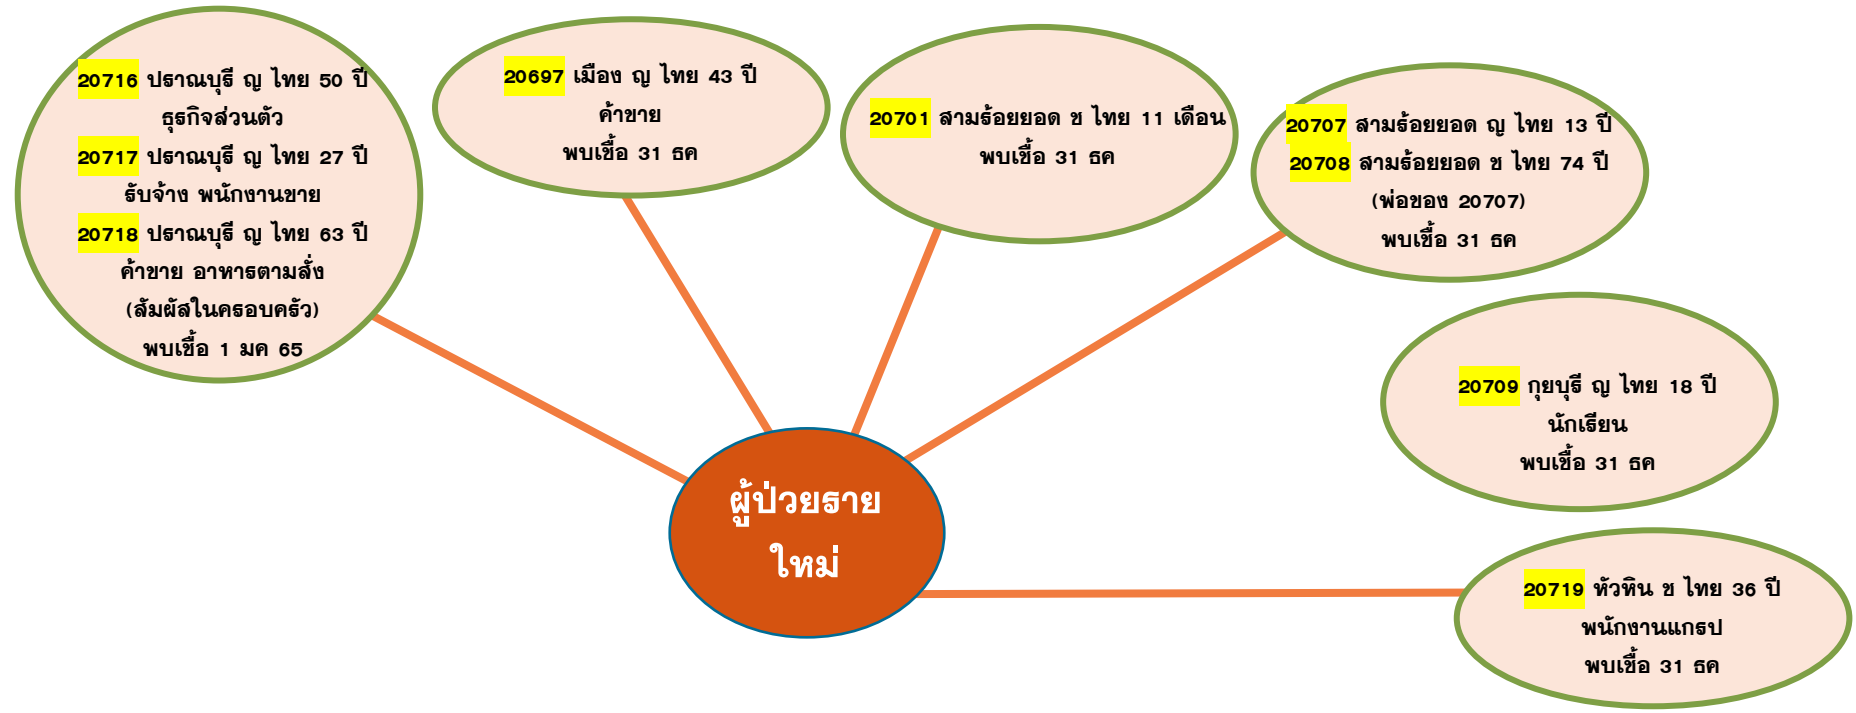 20716 ปราณบุรี ญ ไทย 50 ปี
ธุรกิจส่วนตัว
20717 ปราณบุรี ญ ไทย 27 ปี
รับจ้าง พนักงานขาย
20718 ปราณบุรี ญ ไทย 63 ปี
ค้าขาย อาหารตามสั่ง
(สัมผัสในครอบครัว)
พบเชื้อ 1 มค 65
20697 เมือง ญ ไทย 43 ปี
ค้าขาย
พบเชื้อ 31 ธค
20701 สามร้อยยอด ช ไทย 11 เดือน
พบเชื้อ 31 ธค
20707 สามร้อยยอด ญ ไทย 13 ปี
20708 สามร้อยยอด ช ไทย 74 ปี
(พ่อของ 20707)
พบเชื้อ 31 ธค
20709 กุยบุรี ญ ไทย 18 ปี
นักเรียน
พบเชื้อ 31 ธค
20719 หัวหิน ช ไทย 36 ปี
พนักงานแกรป
พบเชื้อ 31 ธค
ผู้ป่วยราย
ใหม่